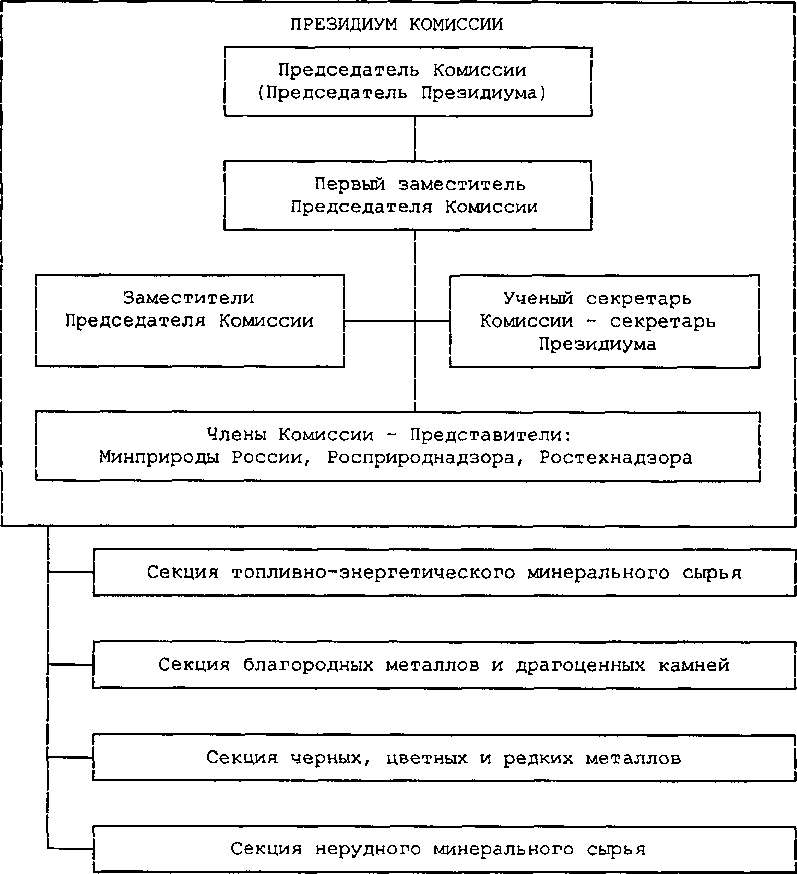 ПРЕЗИДИУМ КОМИССИИ
Председатель Комиссии
(Председатель Президиума)
Первый заместитель
Председателя Комиссии
Заместители
Председателя Комиссии
Ученый секретарь
Комиссии - секретарь
Президиума
Члены Комиссии - Представители:
Минприроды России, Росприроднадзора, Ростехнадзора
Секция топливно-энергетического минерального сырья
Секция благородных металлов и драгоценных камней
Секция черных, цветных и редких металлов
Секция нерудного минерального сырья